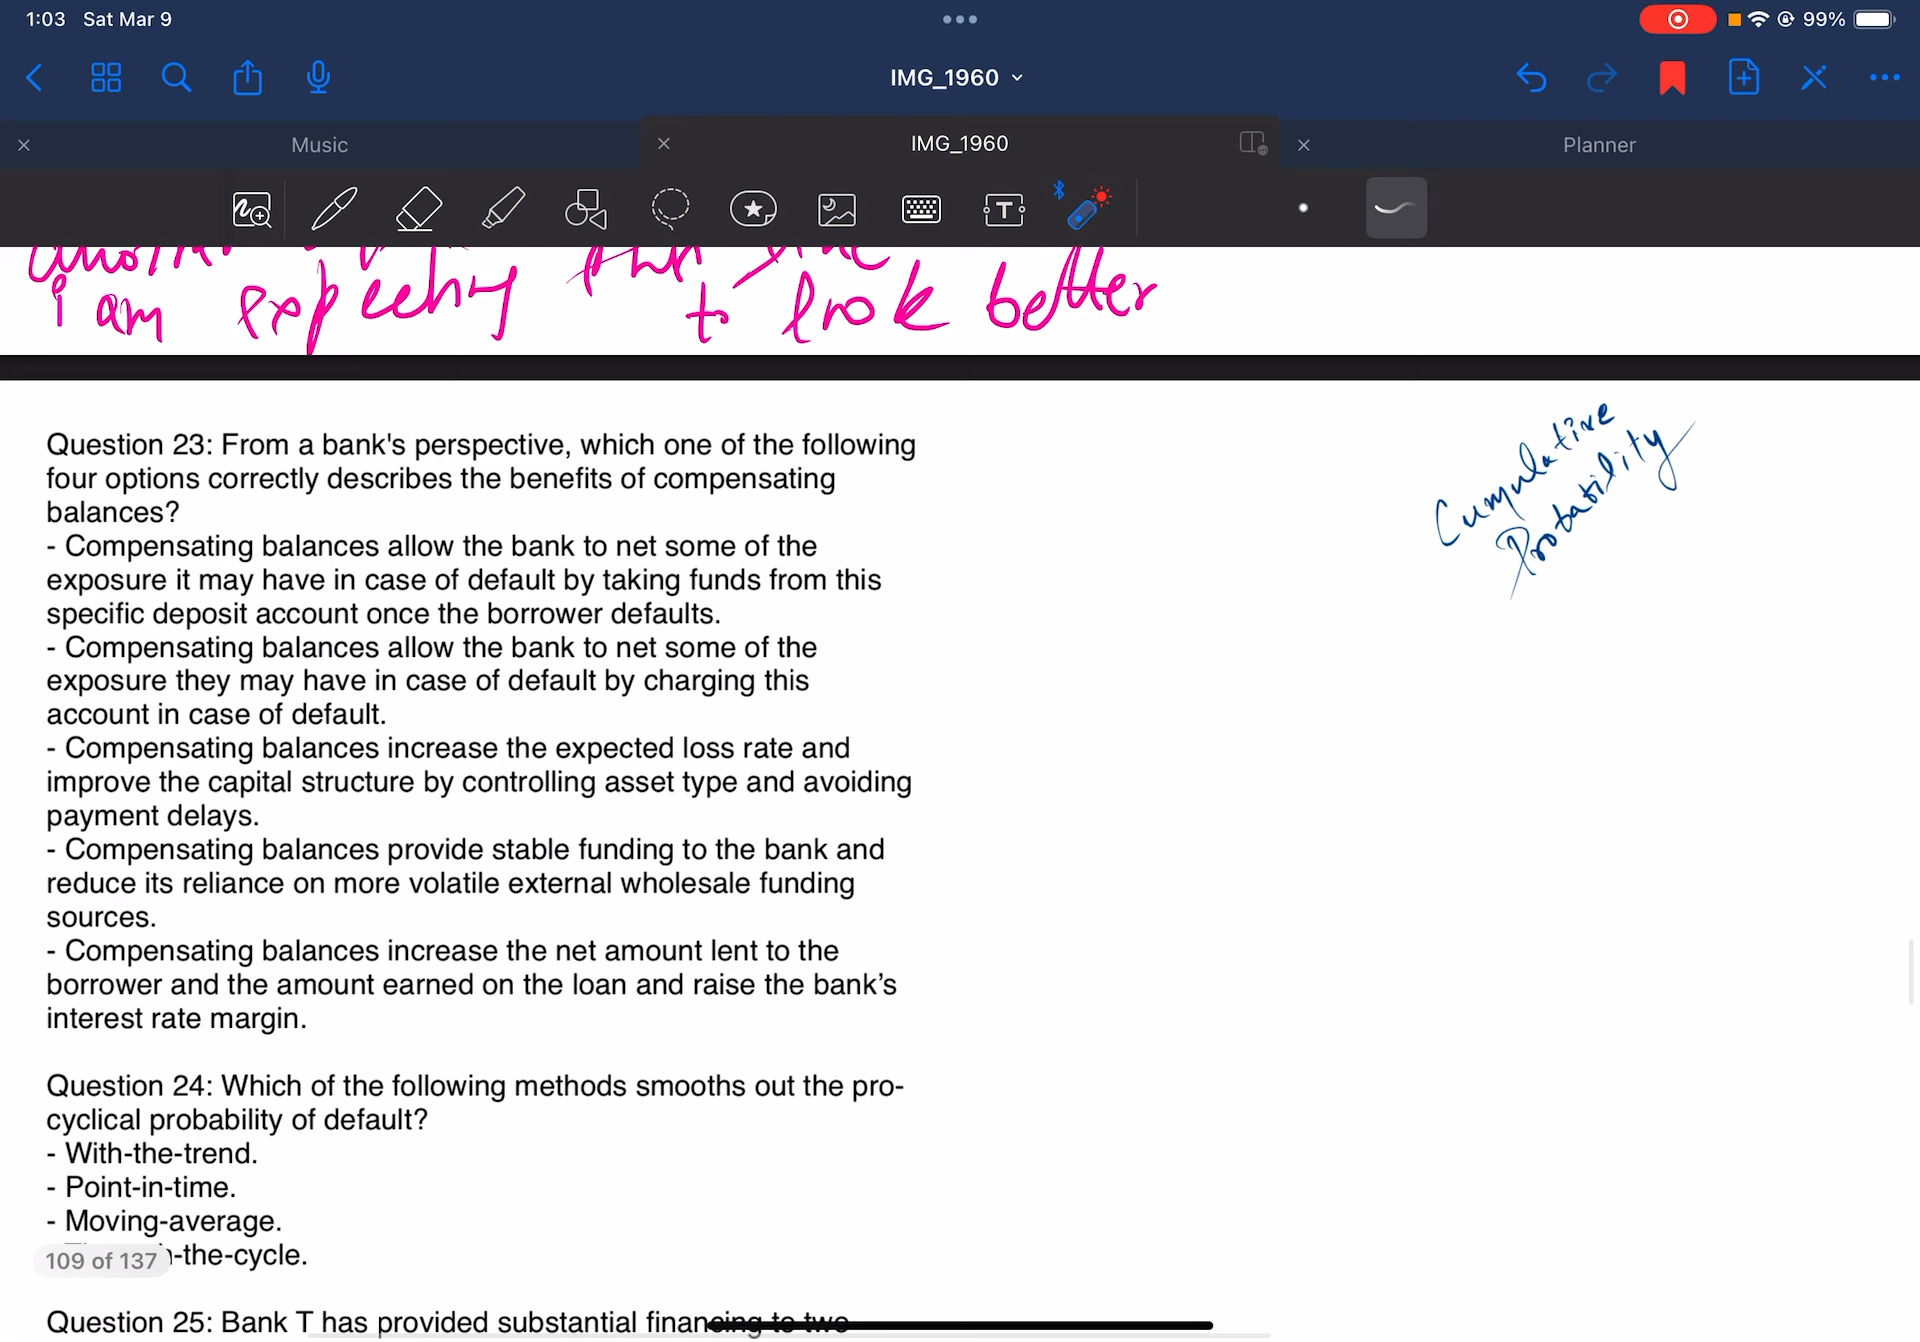 1:03 Sat Mar 9
99%
IMG_1960
Music
IMG_1960
Planner
T
i am expecting this line to look better
Cumulative
Probability
Question 23: From a bank's perspective, which one of the following
four options correctly describes the benefits of compensating
balances?
- Compensating balances allow the bank to net some of the
exposure it may have in case of default by taking funds from this
specific deposit account once the borrower defaults.
- Compensating balances allow the bank to net some of the
exposure they may have in case of default by charging this
account in case of default.
- Compensating balances increase the expected loss rate and
improve the capital structure by controlling asset type and avoiding
payment delays.
- Compensating balances provide stable funding to the bank and
reduce its reliance on more volatile external wholesale funding
sources.
- Compensating balances increase the net amount lent to the
borrower and the amount earned on the loan and raise the bank’s
interest rate margin.
Question 24: Which of the following methods smooths out the pro-
cyclical probability of default?
- With-the-trend.
- Point-in-time.
- Moving-average.
-the-cycle.
109 of 137
Question 25: Bank T has provided substantial financing to two